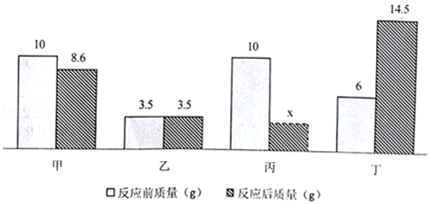 14.5
10 10
8.6
6
3.5 3.5
x
甲 乙 丙 丁
反应前质量（g） 反应后质量（g）